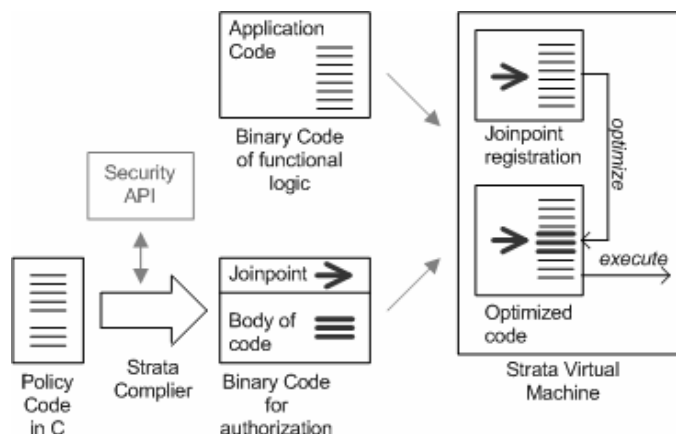 Application
Code
Binary Code
of functional
logic
Joinpoint
registration
optimize
Security
API
Joinpoint
Body of
code
execute
Optimized
code
Policy
Code
in C
Strata
Complier
Binary Code
for
authorization
Strata Virtual
Machine